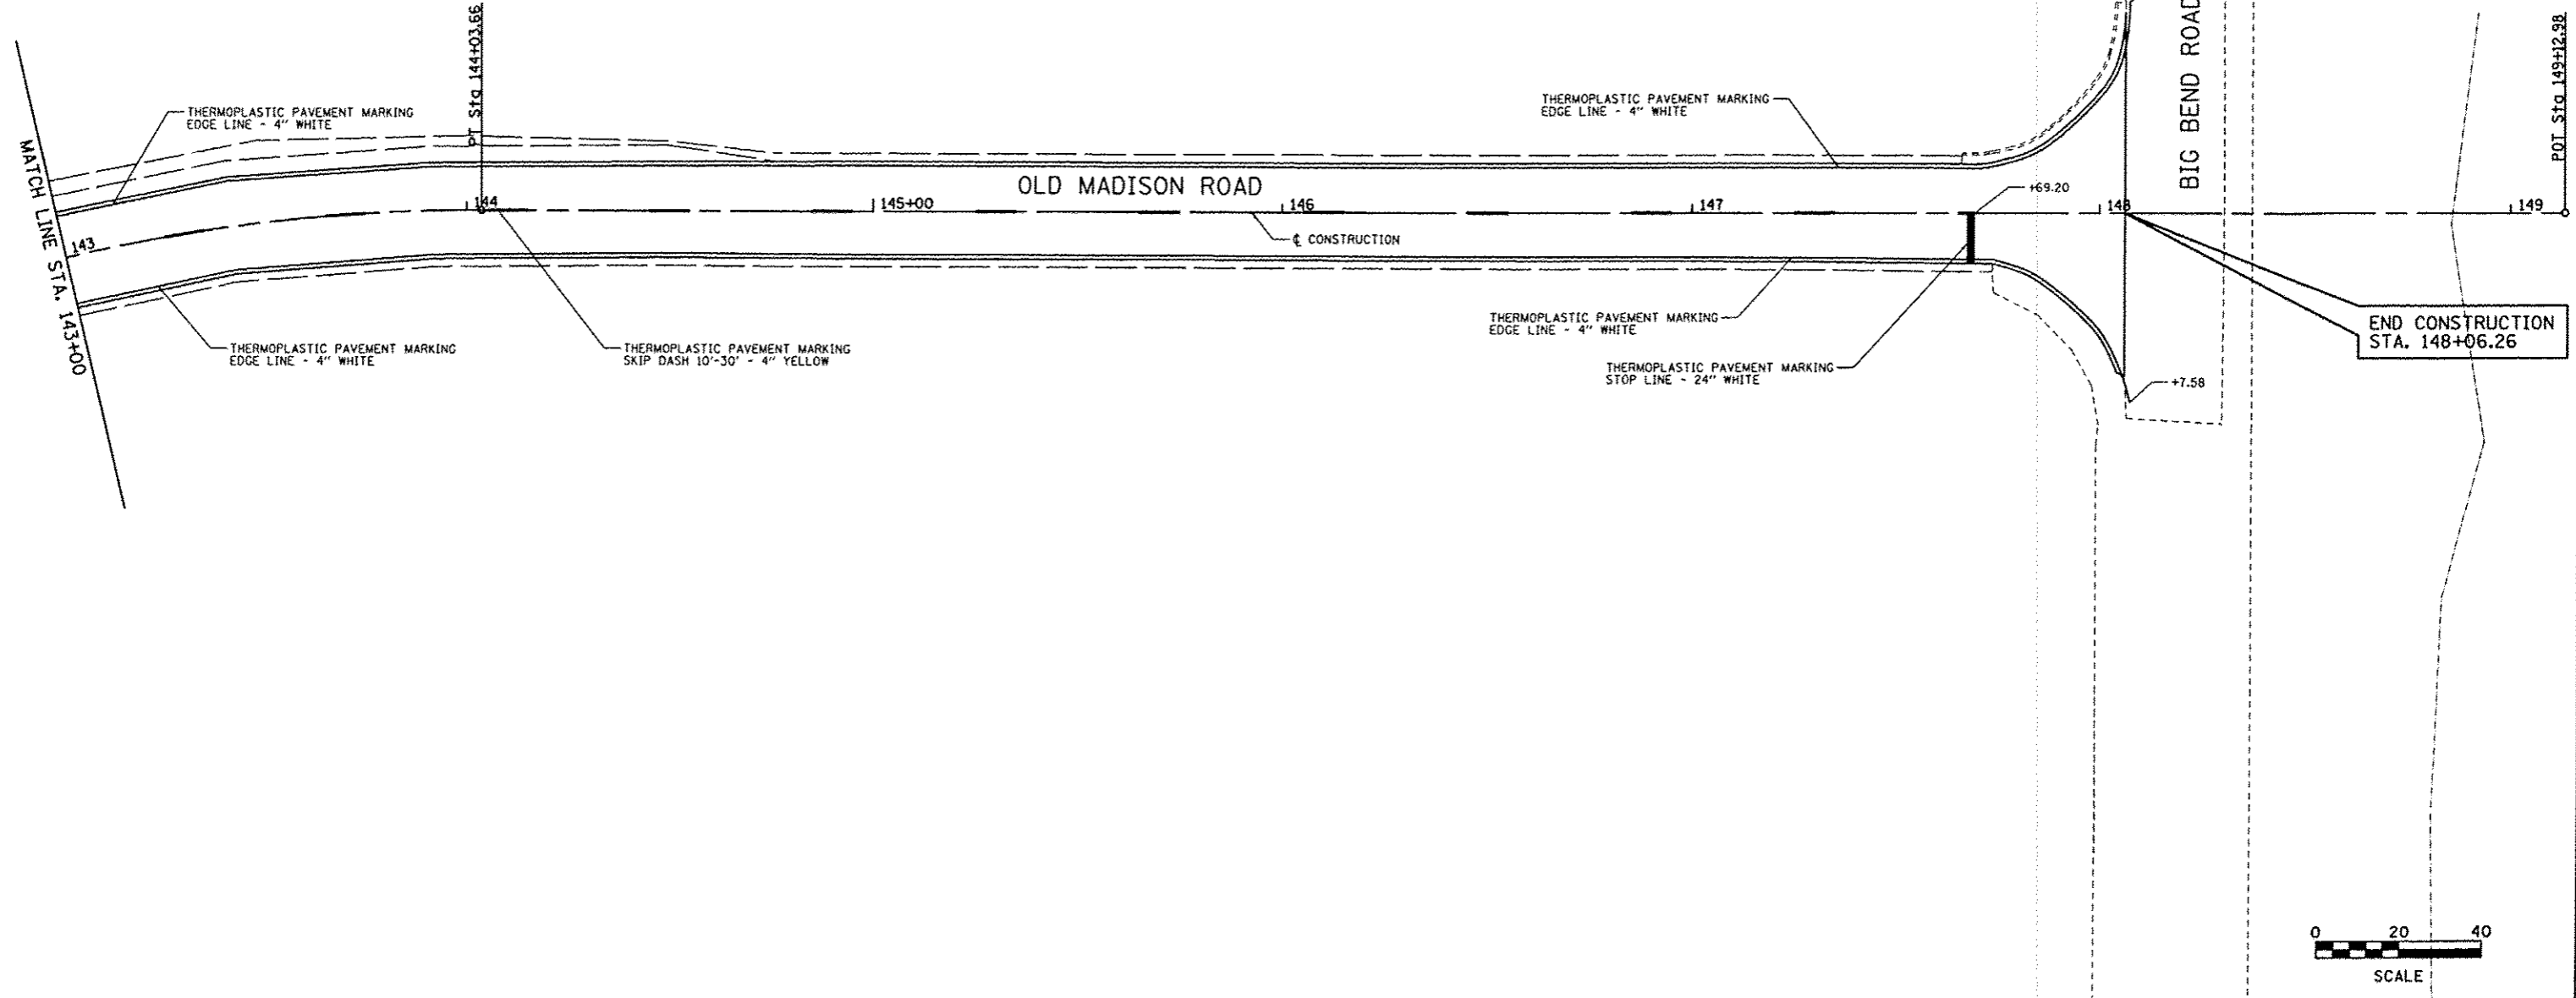 PT Sta 144+03.66
BIG BEND ROAD
POT Sta 149+12.98
THERMOPLASTIC PAVEMENT MARKING
EDGE LINE - 4" WHITE
THERMOPLASTIC PAVEMENT MARKING
EDGE LINE - 4" WHITE
MATCH LINE STA. 143+00
OLD MADISON ROAD
+69.20
143
144
145+00
146
147
148
149
℄ CONSTRUCTION
THERMOPLASTIC PAVEMENT MARKING
EDGE LINE - 4" WHITE
THERMOPLASTIC PAVEMENT MARKING
SKIP DASH 10'-30' - 4" YELLOW
THERMOPLASTIC PAVEMENT MARKING
EDGE LINE - 4" WHITE
THERMOPLASTIC PAVEMENT MARKING
STOP LINE - 24" WHITE
END CONSTRUCTION
STA. 148+06.26
+7.58
0 20 40
SCALE